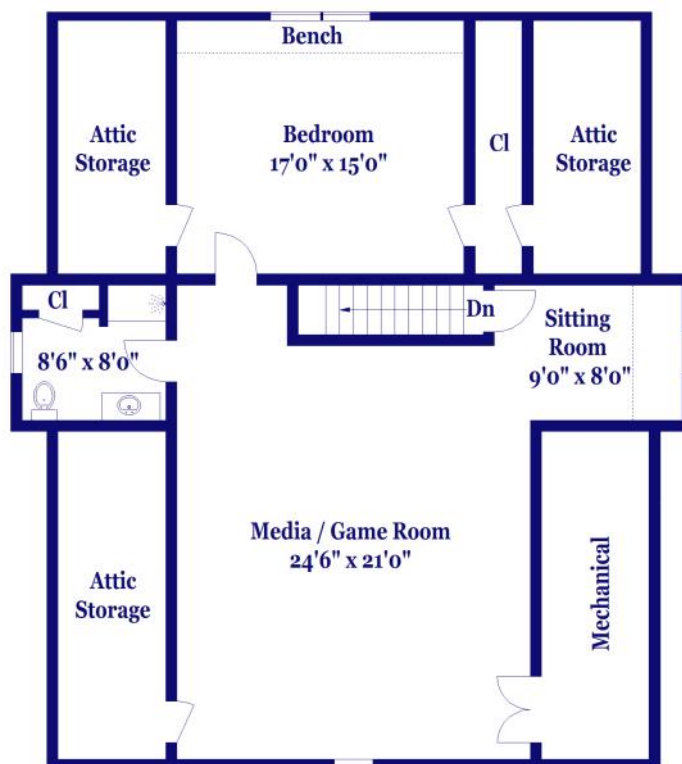 Bench
Attic
Storage
Bedroom
17'0" x 15'0"
Cl
Attic
Storage
Cl
Dn
Sitting
Room
9'0" x 8'0"
8'6" x 8'0"
Media / Game Room
24'6" x 21'0"
Attic
Storage
Mechanical